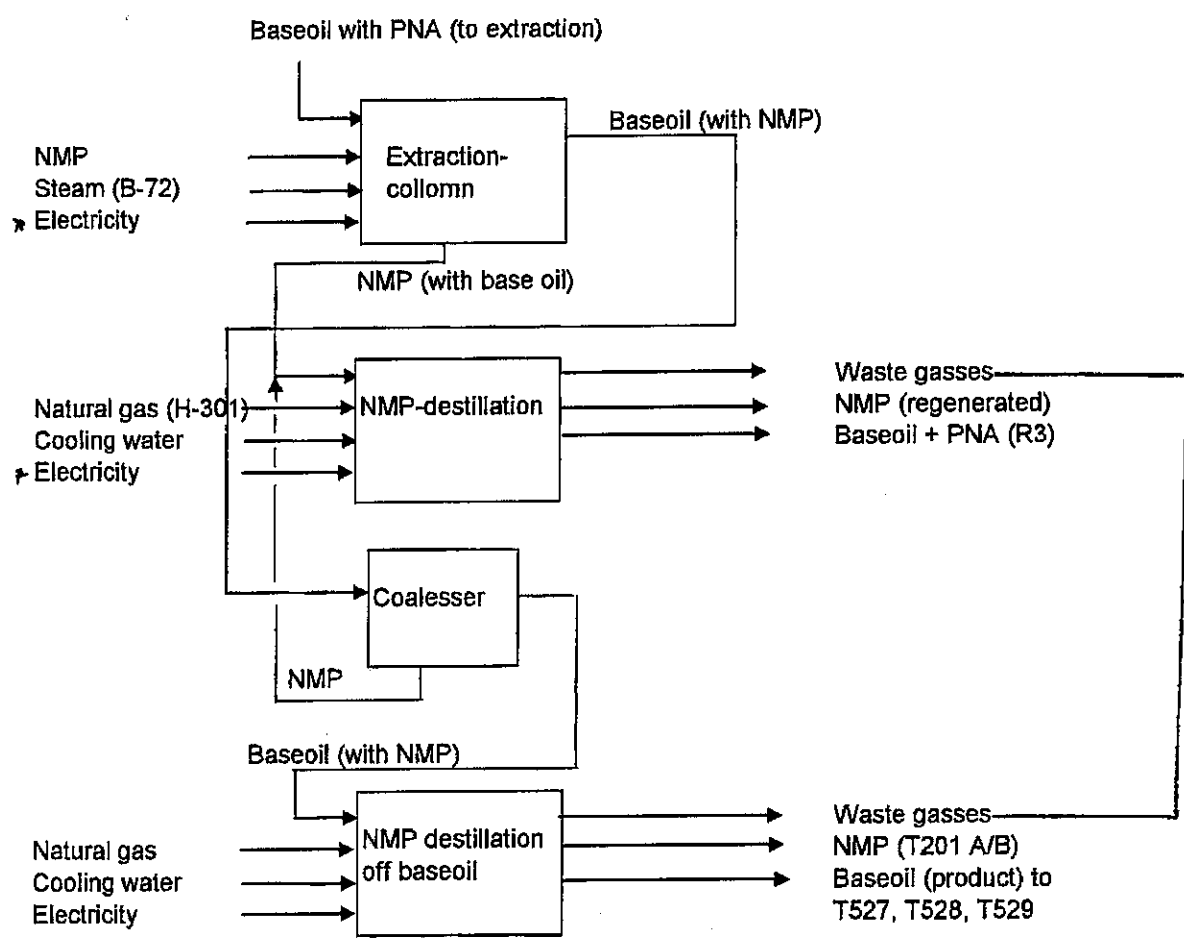 Baseoil with PNA (to extraction)
Baseoil (with NMP)
Extraction-
collomn
NMP
Steam (B-72)
Electricity
NMP (with base oil)
NMP-destillation
Natural gas (H-301)
Cooling water
Electricity
Waste gasses
NMP (regenerated)
Baseoil + PNA (R3)
Coalesser
NMP
Baseoil (with NMP)
NMP destillation
off baseoil
Natural gas
Cooling water
Electricity
Waste gasses
NMP (T201 A/B)
Baseoil (product) to
T527, T528, T529